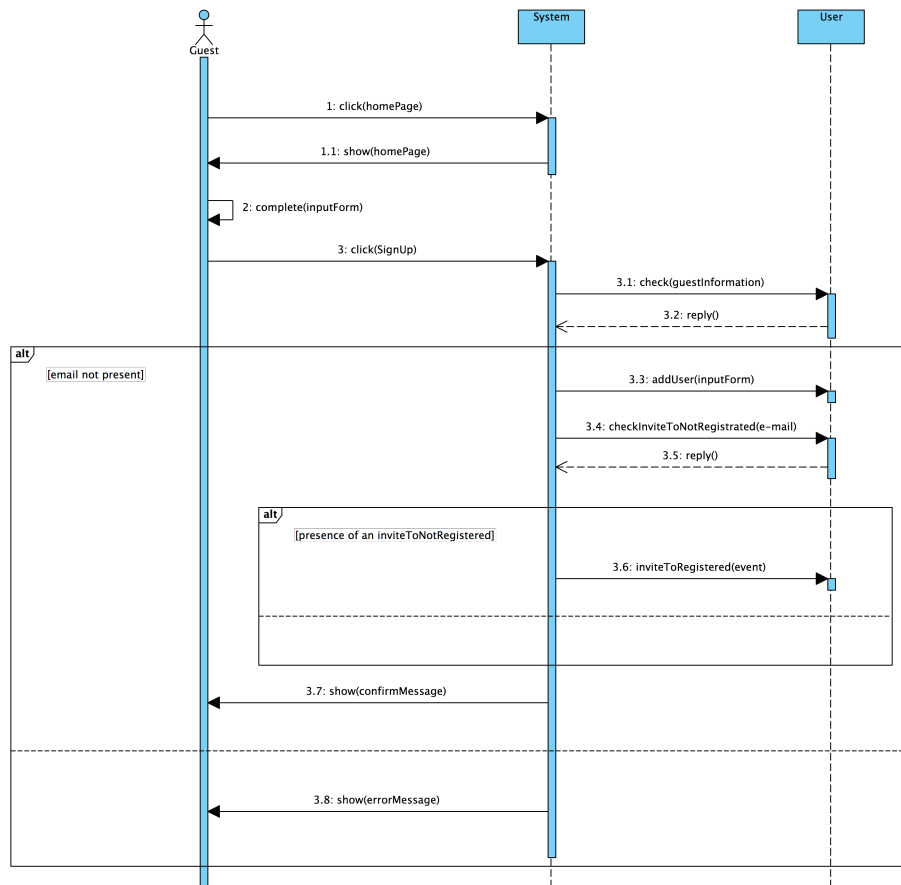 System
User
Guest
1: click(homePage)
1.1: show(homePage)
2: complete(inputForm)
3: click(SignUp)
3.1: check(guestInformation)
3.2: reply()
alt
[email not present]
3.3: addUser(inputForm)
3.4: checkInviteToNotRegistrated(e-mail)
3.5: reply()
alt
[presence of an inviteToNotRegistered]
3.6: inviteToRegistered(event)
3.7: show(confirmMessage)
3.8: show(errorMessage)